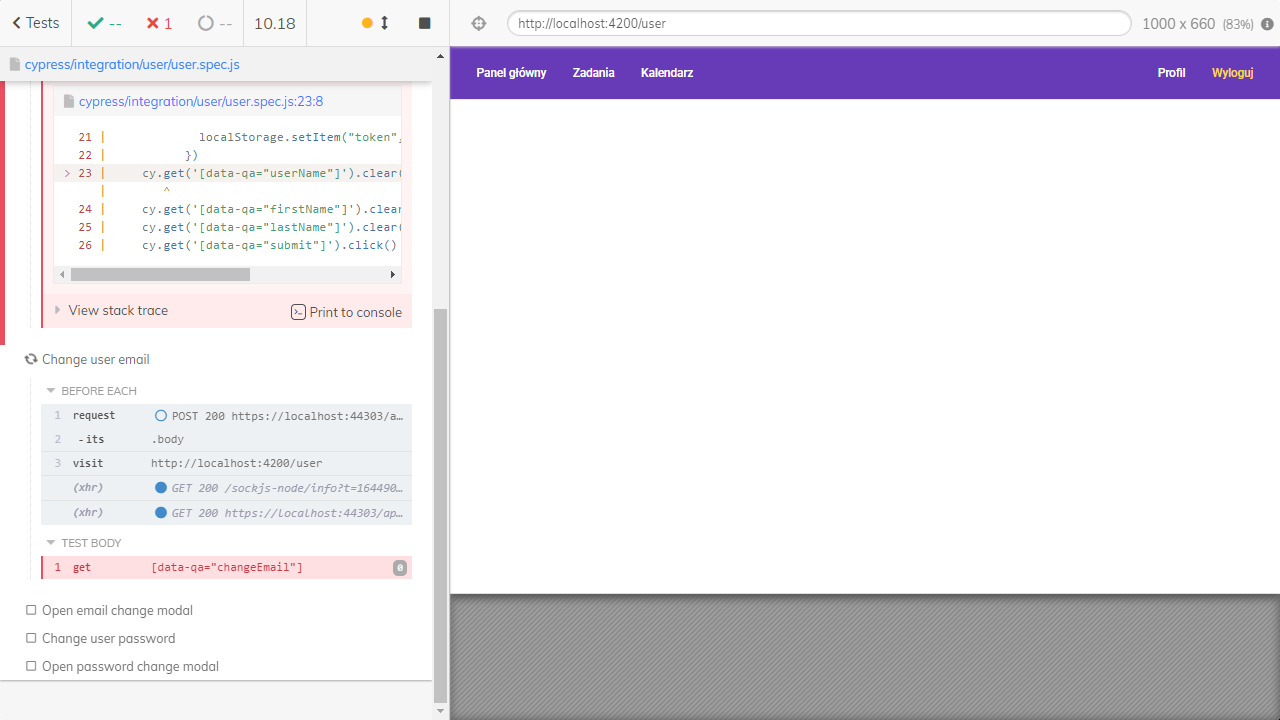 Tests -- 1 -- 10.18 http://localhost:4200/user 1000 x 660 (83%)
cypress/integration/user/user.spec.js
Panel główny Zadania Kalendarz Profil Wyloguj
cypress/integration/user/user.spec.js:23:8
21 | localStorage.setItem("token",
22 | })
> 23 | cy.get('[data-qa="userName"]').clear(
| ^
24 | cy.get('[data-qa="firstName"]').clear
25 | cy.get('[data-qa="lastName"]').clear(
26 | cy.get('[data-qa="submit"]').click()
View stack trace Print to console
Change user email
BEFORE EACH
1 request POST 200 https://localhost:44303/a...
2 -its .body
3 visit http://localhost:4200/user
(xhr) GET 200 /sockjs-node/info?t=164490...
(xhr) GET 200 https://localhost:44303/ap...
TEST BODY
1 get [data-qa="changeEmail"] 0
Open email change modal
Change user password
Open password change modal